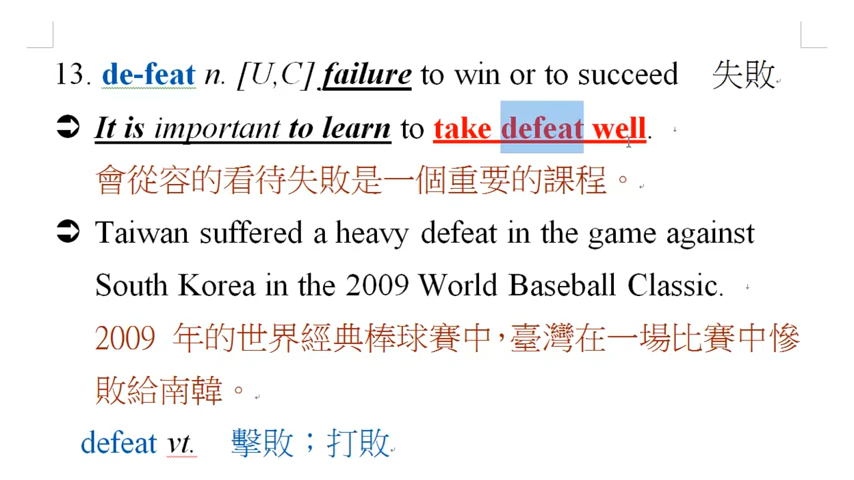 13. de-feat n. [U,C] failure to win or to succeed 失敗
➲ It is important to learn to take defeat well.
會從容的看待失敗是一個重要的課程。
➲ Taiwan suffered a heavy defeat in the game against
South Korea in the 2009 World Baseball Classic.
2009 年的世界經典棒球賽中，臺灣在一場比賽中慘
敗給南韓。
defeat vt. 擊敗；打敗